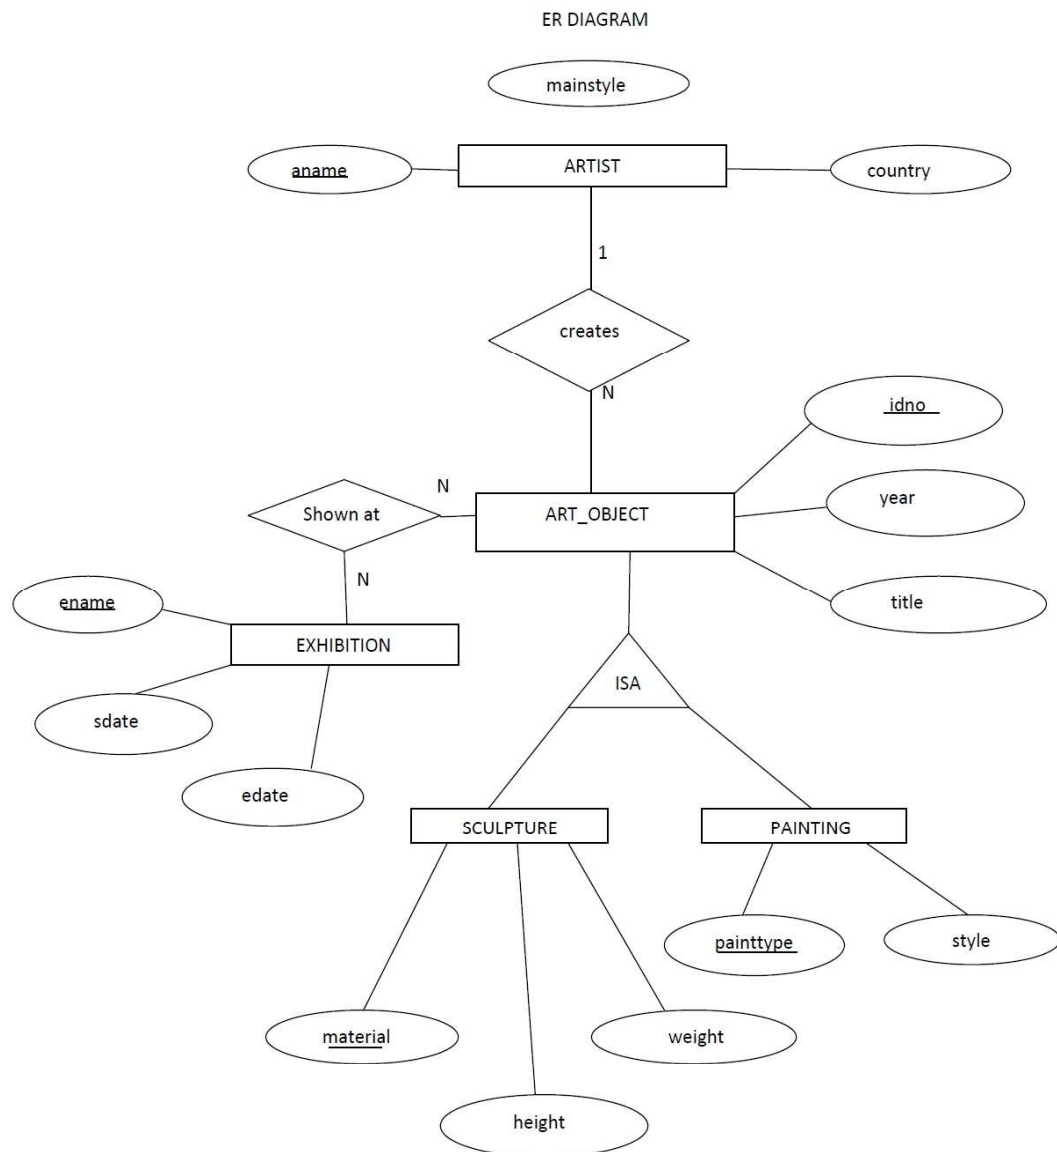 ER DIAGRAM
mainstyle
aname
ARTIST
country
1
creates
N
idno
N
Shown at
ART_OBJECT
year
N
ename
title
EXHIBITION
ISA
sdate
edate
SCULPTURE
PAINTING
painttype
style
material
weight
height